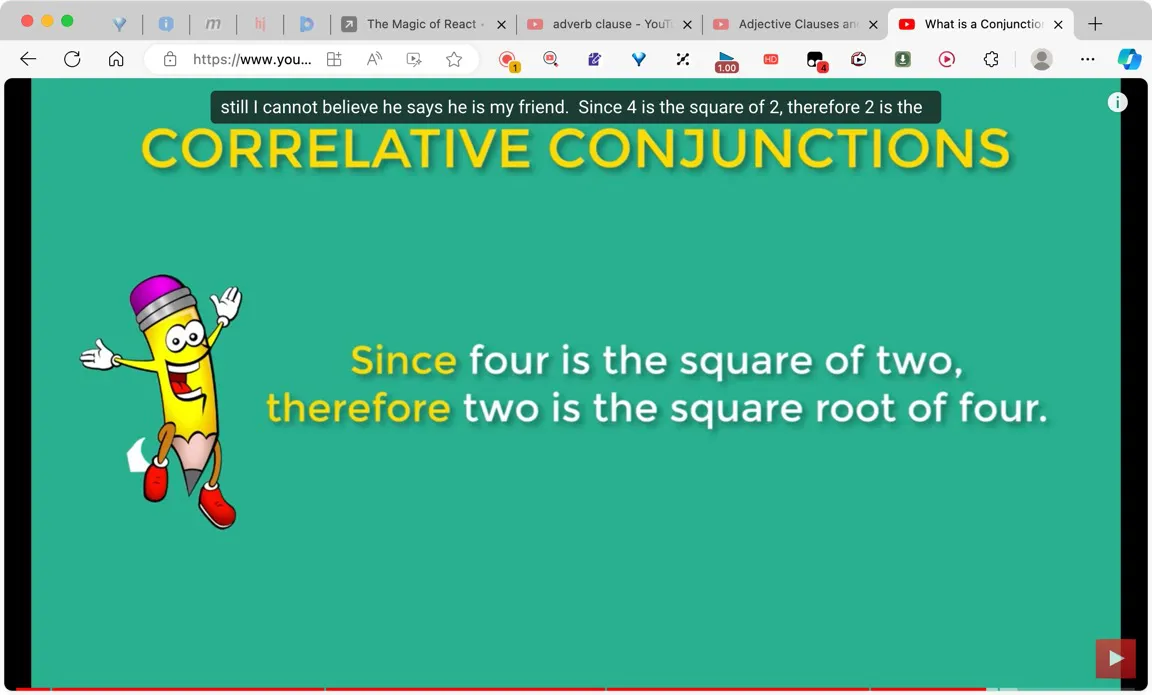 m
hj
The Magic of React
adverb clause - YouT
Adjective Clauses an
What is a Conjunctio
https://www.you...
1
1.00
HD
4
still I cannot believe he says he is my friend. Since 4 is the square of 2, therefore 2 is the
CORRELATIVE CONJUNCTIONS
Since four is the square of two,
therefore two is the square root of four.